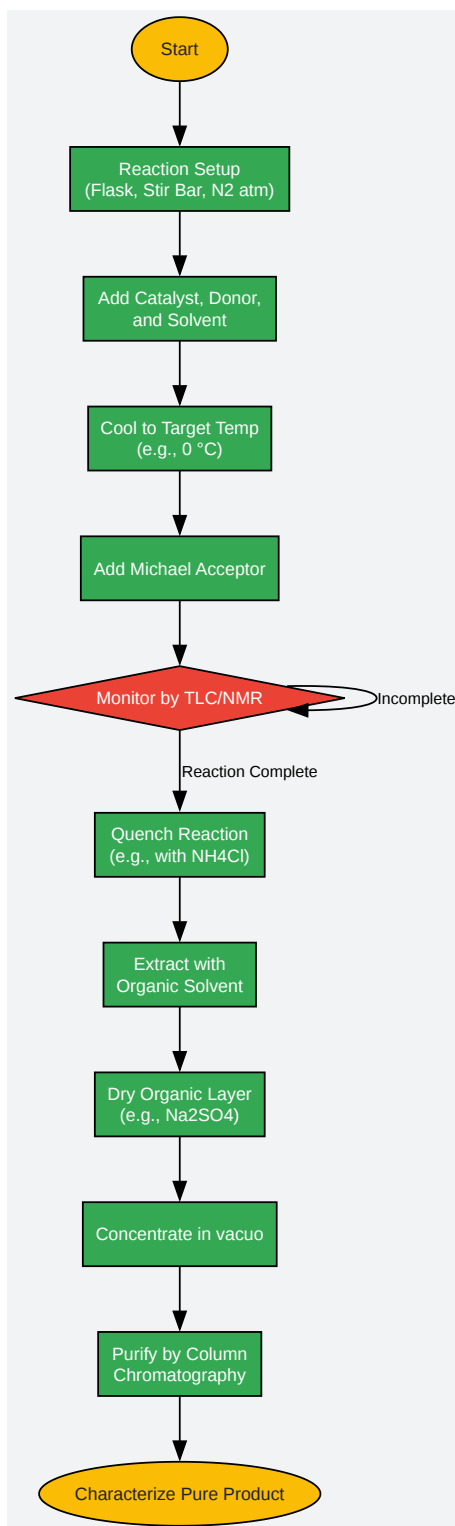 Start
Reaction Setup
(Flask, Stir Bar, N2 atm)
Add Catalyst, Donor,
and Solvent
Cool to Target Temp
(e.g., 0 °C)
Add Michael Acceptor
Monitor by TLC/NMR
Incomplete
Reaction Complete
Quench Reaction
(e.g., with NH4Cl)
Extract with
Organic Solvent
Dry Organic Layer
(e.g., Na2SO4)
Concentrate in vacuo
Purify by Column
Chromatography
Characterize Pure Product